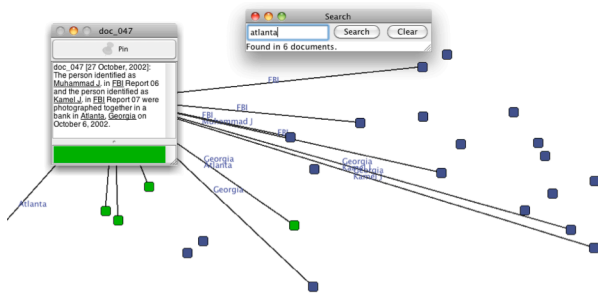 Search
atlanta
Search
Clear
Found in 6 documents.
doc_047
Pin
doc_047 [27 October, 2002]:
The person identified as
Muhammad J. in FBI Report 06
and the person identified as
Kamel J. in FBI Report 07 were
photographed together in a
bank in Atlanta, Georgia on
October 6, 2002.
FBI
FBI
FBI
Muhammad J
FBI
Georgia
Atlanta
Georgia
Kamel J
Georgia
Kamel J
Georgia
Atlanta